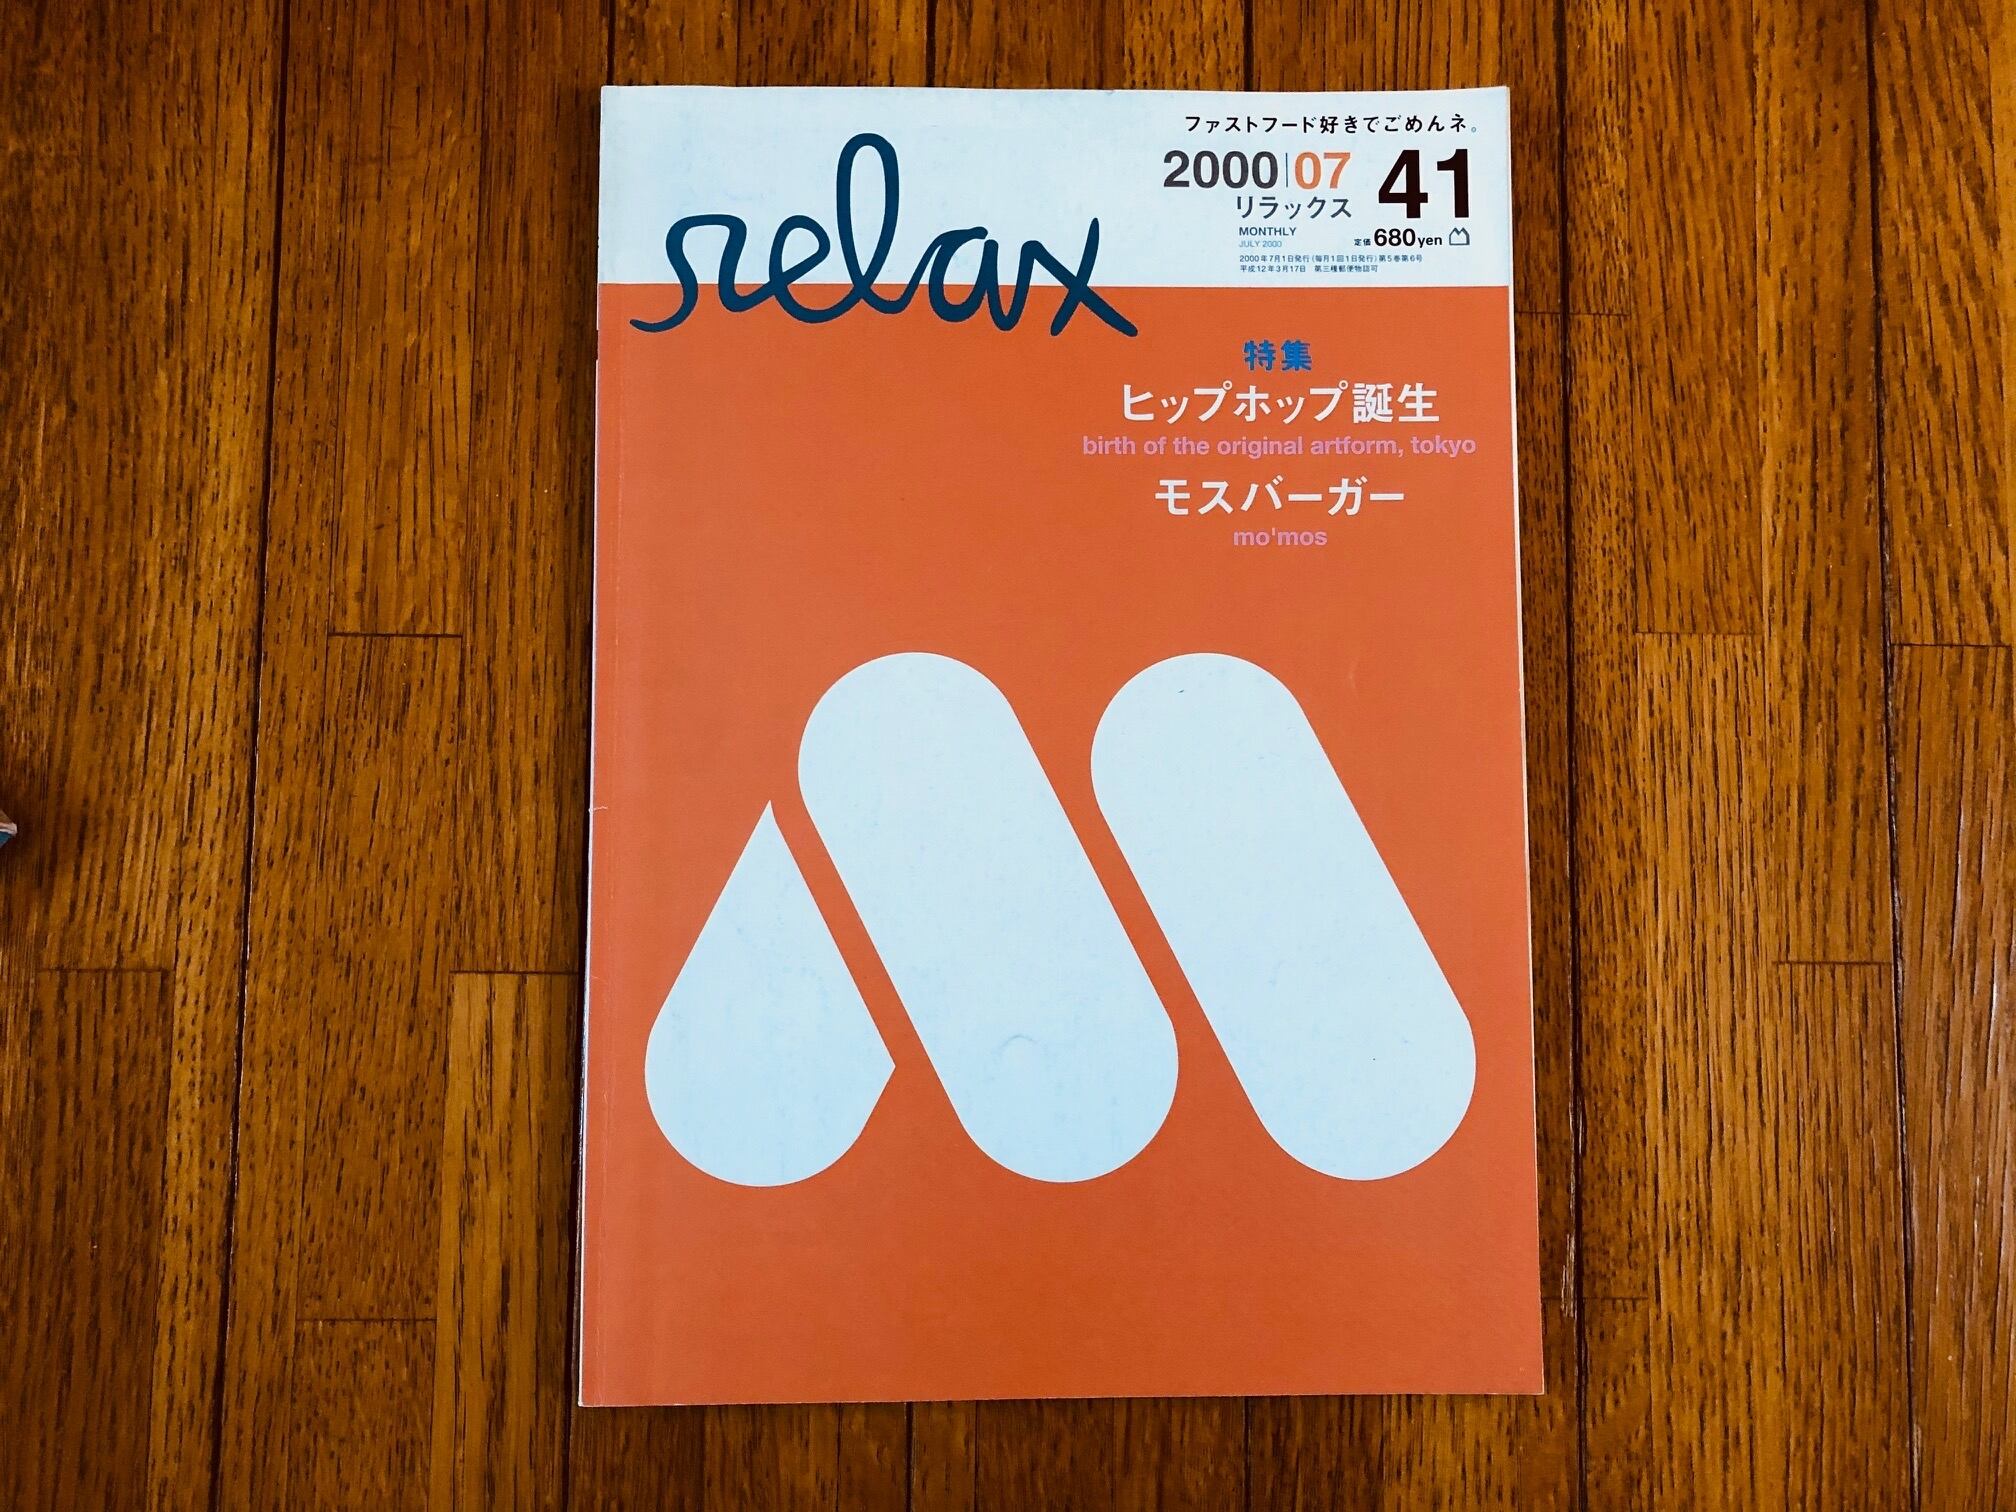 relax
ファストフード好きでごめんネ。
2000|07
41
リラックス
MONTHLY
JULY 2000
定価680yen
2000年7月1日発行(毎月1回1日発行)第5巻第6号
平成12年3月17日 第三種郵便物認可
特集
ヒップホップ誕生
birth of the original artform, tokyo
モスバーガー
mo'mos